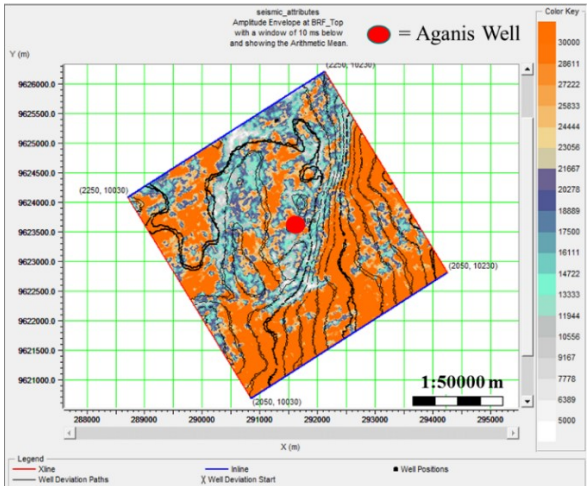 seismic_attributes
Amplitude Envelope at BRF_Top
with a window of 10 ms below
and showing the Arithmetic Mean.
= Aganis Well
Color Key
Y (m)
(2250, 10230)
(2250, 10030)
(2050, 10230)
(2050, 10030)
9626000.0
9625500.0
9625000.0
9624500.0
9624000.0
9623500.0
9623000.0
9622500.0
9622000.0
9621500.0
9621000.0
30000
28611
27222
25833
24444
23056
21667
20278
18889
17500
16111
14722
13333
11944
10556
9167
7778
6389
5000
1:50000 m
288000
289000
290000
291000
292000
293000
294000
295000
X (m)
Legend
Xline
Inline
Well Positions
Well Deviation Paths
Well Deviation Start